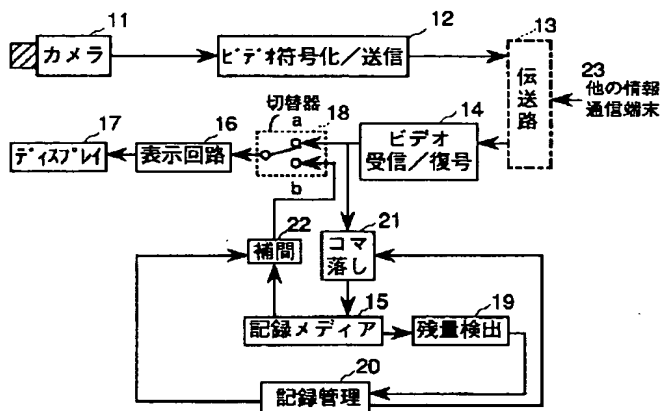 11
カメラ
12
ビデオ符号化/送信
13
伝送路
23
他の情報
通信端末
17
ディスプレイ
16
表示回路
切替器
a
18
b
14
ビデオ
受信/復号
22
補間
21
コマ
落し
15
記録メディア
19
残量検出
20
記録管理